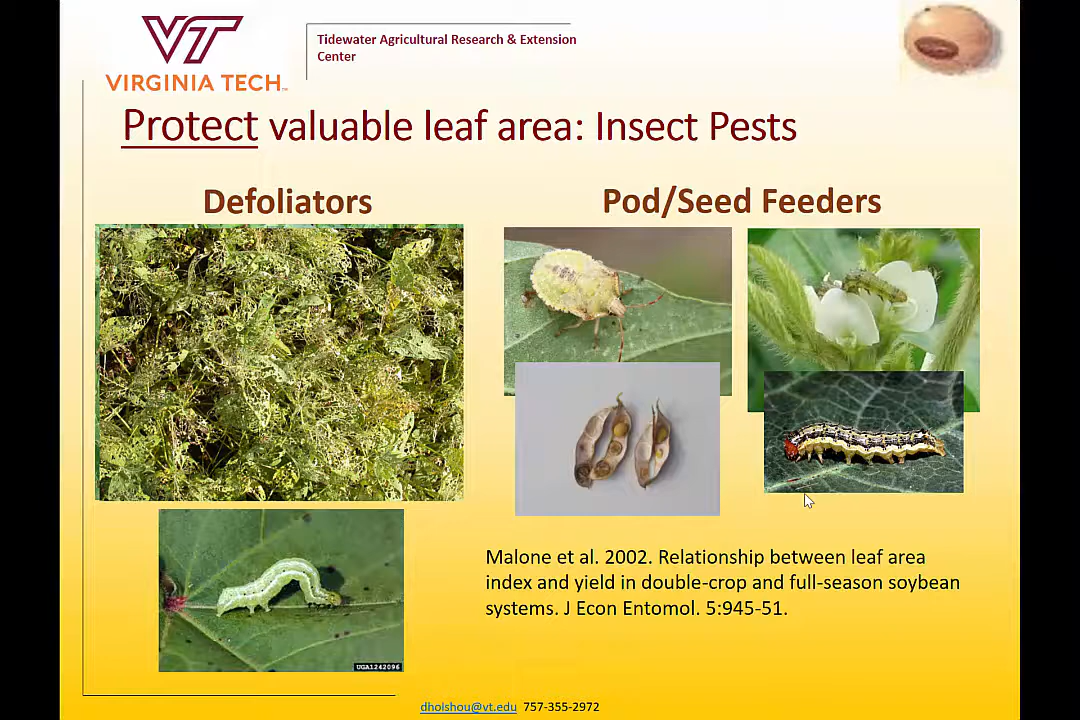 VT
VIRGINIA TECH™
Tidewater Agricultural Research & Extension
Center
Protect valuable leaf area: Insect Pests
Defoliators
Pod/Seed Feeders
Malone et al. 2002. Relationship between leaf area
index and yield in double-crop and full-season soybean
systems. J Econ Entomol. 5:945-51.
UGA1242096
dholshou@vt.edu 757-355-2972